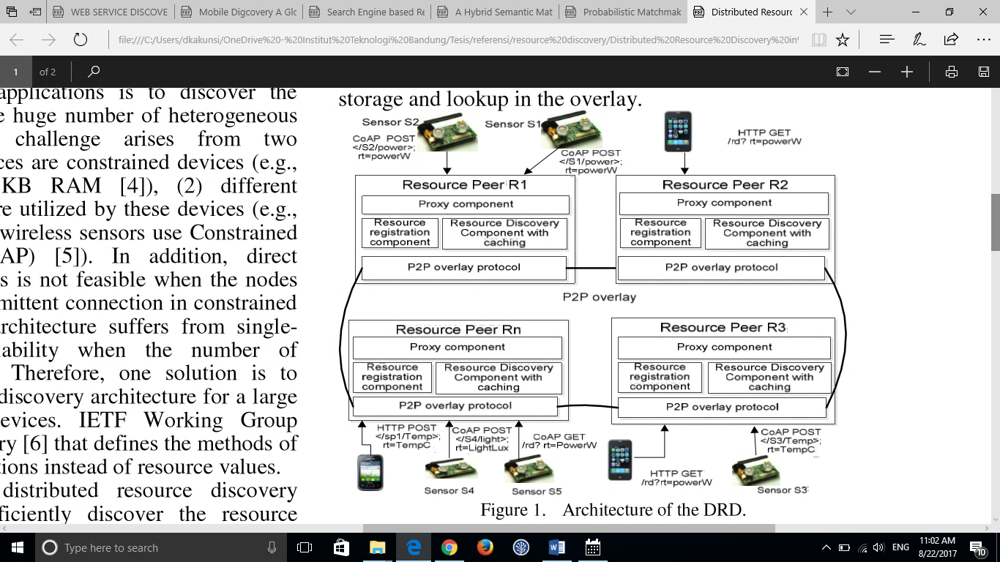 WEB SERVICE DISCOVE
Mobile Digcovery A Glo
Search Engine based Re
A Hybrid Semantic Mat
Probabilistic Matchmak
Distributed Resourc
file:///C:/Users/dkakunsi/OneDrive%20-%20Institut%20Teknologi%20Bandung/Tesis/referensi/resource%20discovery/Distributed%20Resource%20Discovery%20in%
1 of 2
applications is to discover the
e huge number of heterogeneous
challenge arises from two
ces are constrained devices (e.g.,
KB RAM [4]), (2) different
re utilized by these devices (e.g.,
wireless sensors use Constrained
AP) [5]). In addition, direct
s is not feasible when the nodes
mittent connection in constrained
architecture suffers from single-
lability when the number of
Therefore, one solution is to
discovery architecture for a large
evices. IETF Working Group
ry [6] that defines the methods of
tions instead of resource values.
distributed resource discovery
ficiently discover the resource
storage and lookup in the overlay.
Sensor S2
CoAP POST
</S2/power>;
rt=powerW
Sensor S1
CoAP POST
</S1/power>;
rt=powerW
HTTP GET
/rd? rt=powerW
Resource Peer R1
Proxy component
Resource
registration
component
Resource Discovery
Component with
caching
P2P overlay protocol
Resource Peer R2
Proxy component
Resource
registration
component
Resource Discovery
Component with
caching
P2P overlay protocol
P2P overlay
Resource Peer Rn
Proxy component
Resource
registration
component
Resource Discovery
Component with
caching
P2P overlay protocol
Resource Peer R3
Proxy component
Resource
registration
component
Resource Discovery
Component with
caching
P2P overlay protocol
HTTP POST
</sp1/Temp>;
rt=TempC
CoAP POST
</S4/light>;
rt=LightLux
CoAP GET
/rd? rt=PowerW
HTTP GET
/rd?rt=powerW
CoAP POST
</S3/Temp>;
rt=TempC
Sensor S4
Sensor S5
Sensor S3
Figure 1. Architecture of the DRD.
Type here to search
ENG
11:02 AM
8/22/2017
10